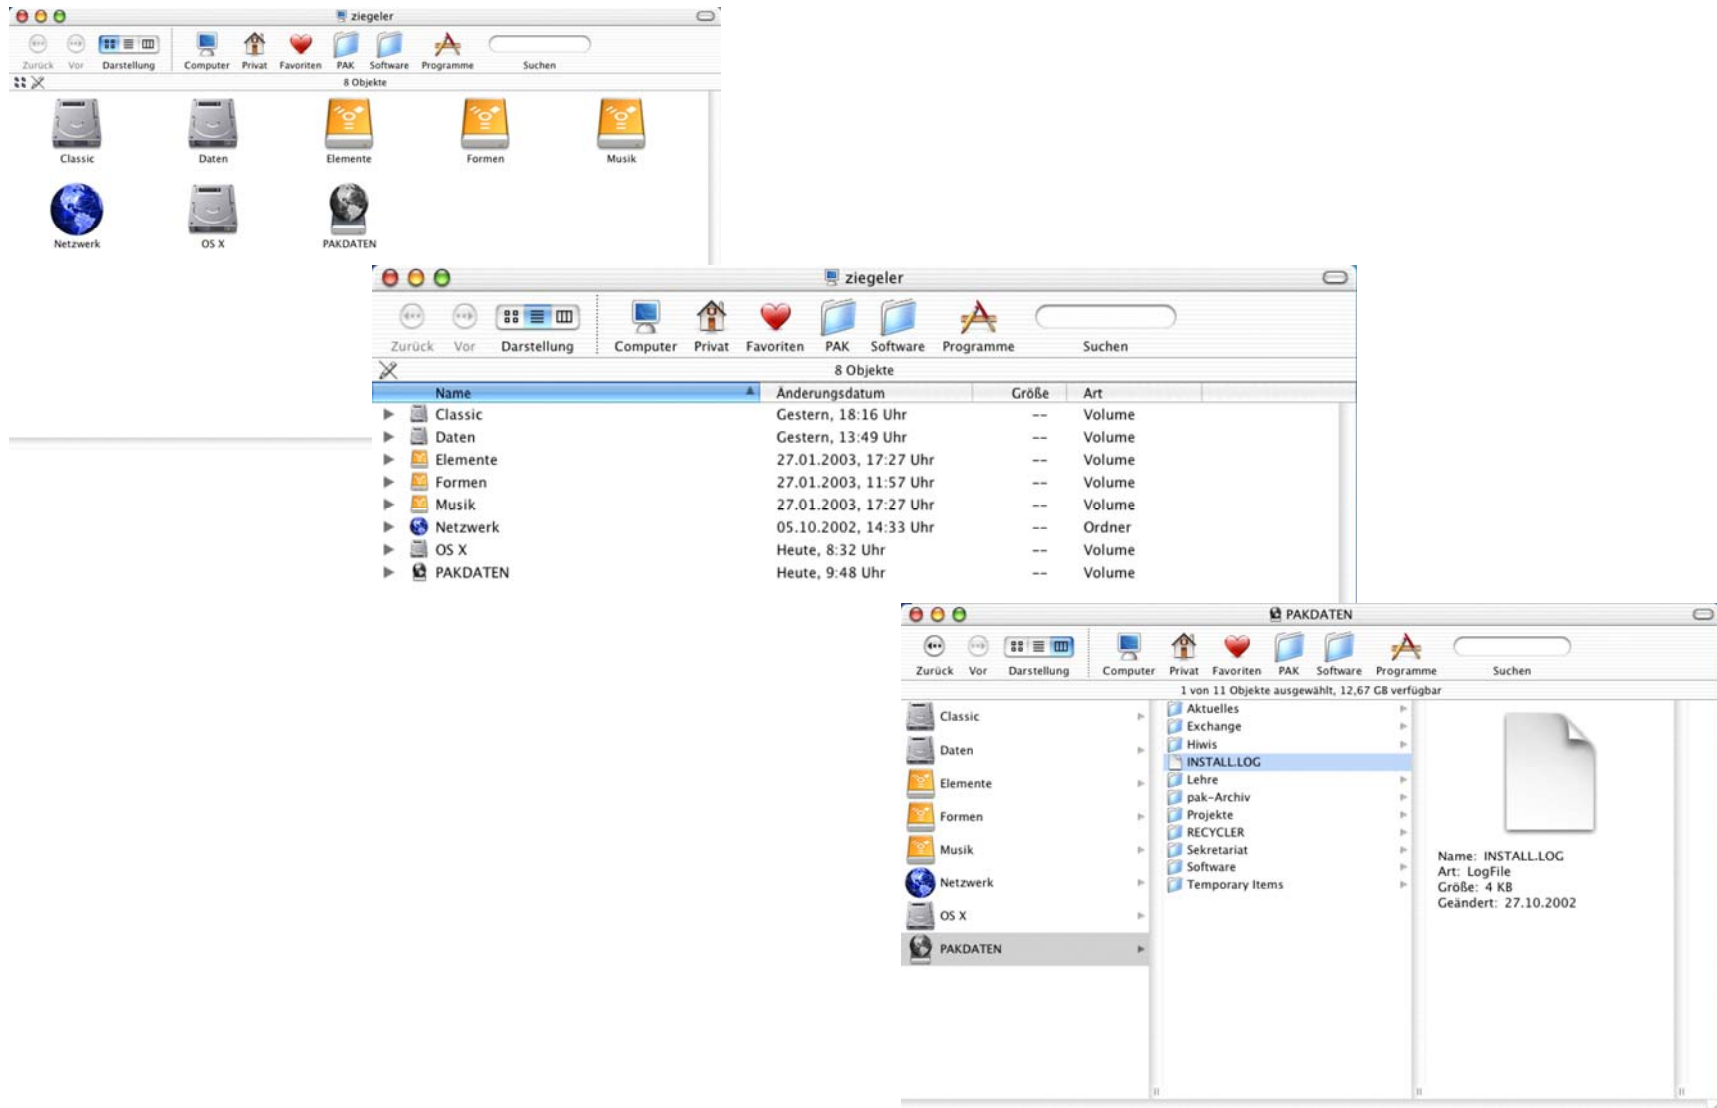 ziegeler
Zurück Vor Darstellung Computer Privat Favoriten PAK Software Programme Suchen
8 Objekte
Classic Daten Elemente Formen Musik
Netzwerk OS X PAKDATEN
ziegeler
Zurück Vor Darstellung Computer Privat Favoriten PAK Software Programme Suchen
8 Objekte
Name Änderungsdatum Größe Art
Classic Gestern, 18:16 Uhr -- Volume
Daten Gestern, 13:49 Uhr -- Volume
Elemente 27.01.2003, 17:27 Uhr -- Volume
Formen 27.01.2003, 11:57 Uhr -- Volume
Musik 27.01.2003, 17:27 Uhr -- Volume
Netzwerk 05.10.2002, 14:33 Uhr -- Ordner
OS X Heute, 8:32 Uhr -- Volume
PAKDATEN Heute, 9:48 Uhr -- Volume
PAKDATEN
Zurück Vor Darstellung Computer Privat Favoriten PAK Software Programme Suchen
1 von 11 Objekte ausgewählt, 12,67 GB verfügbar
Classic
Daten
Elemente
Formen
Musik
Netzwerk
OS X
PAKDATEN
Aktuelles
Exchange
Hiwis
INSTALL.LOG
Lehre
pak-Archiv
Projekte
RECYCLER
Sekretariat
Software
Temporary Items
Name: INSTALL.LOG
Art: LogFile
Größe: 4 KB
Geändert: 27.10.2002